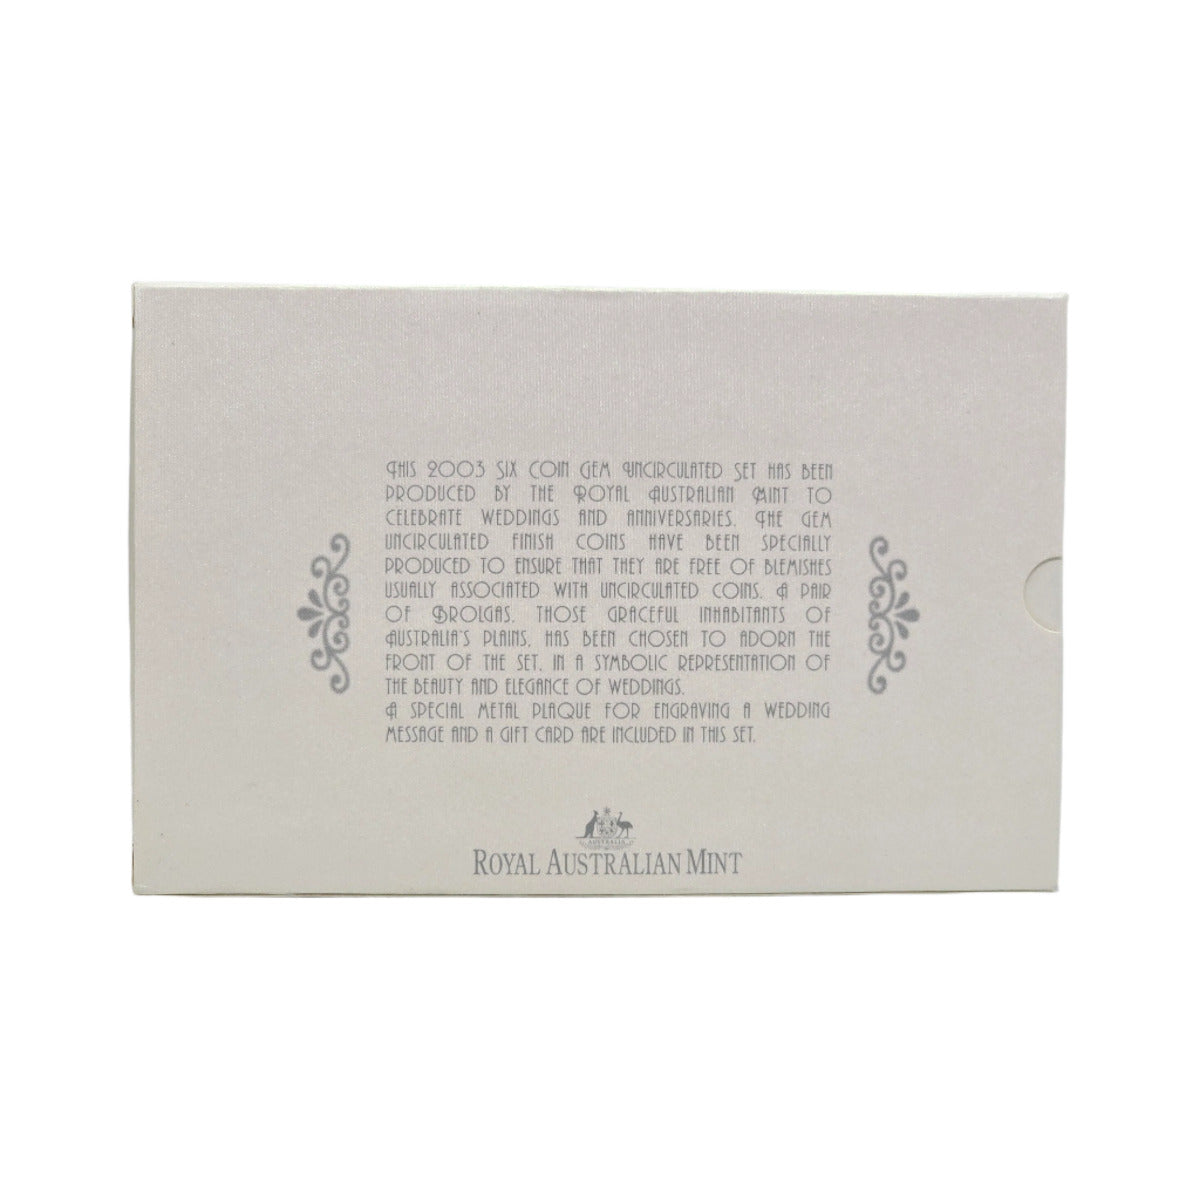 This 2003 Six Coin Gem Uncirculated Set has been
produced by the Royal Australian Mint to
celebrate weddings and anniversaries. The Gem
Uncirculated finish coins have been specially
produced to ensure that they are free of blemishes
usually associated with uncirculated coins. A pair
of Brolgas, those graceful inhabitants of
Australia's plains, has been chosen to adorn the
front of the set, in a symbolic representation of
the beauty and elegance of weddings.
A special metal plaque for engraving a wedding
message and a gift card are included in this set.
AUSTRALIA
ROYAL AUSTRALIAN MINT